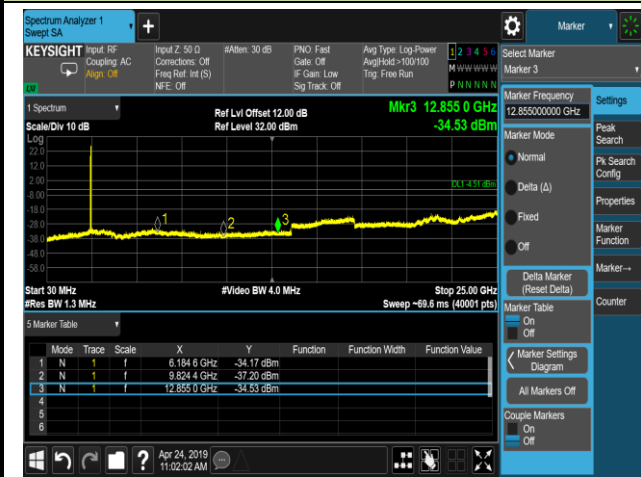 Spectrum Analyzer 1
Swept SA
+
Marker
KEYSIGHT
Input: RF
Coupling: AC
Align: Off
Input Z: 50 Ω
Corrections: Off
Freq Ref: Int (S)
NFE: Off
#Atten: 30 dB
PNO: Fast
Gate: Off
IF Gain: Low
Sig Track: Off
Avg Type: Log-Power
Avg|Hold:>100/100
Trig: Free Run
1 2 3 4 5 6
M W W W W W
P N N N N N
LXI
Select Marker
Marker 3
1 Spectrum
Scale/Div 10 dB
Log
Ref Lvl Offset 12.00 dB
Ref Level 32.00 dBm
Mkr3 12.855 0 GHz
-34.53 dBm
22.0
12.0
2.00
-8.00
-18.0
-28.0
-38.0
-48.0
-58.0
DL1 -4.51 dBm
1
2
3
Start 30 MHz
#Res BW 1.3 MHz
#Video BW 4.0 MHz
Stop 25.00 GHz
Sweep ~69.6 ms (40001 pts)
5 Marker Table
Mode Trace Scale X Y Function Function Width Function Value
1 N 1 f 6.184 6 GHz -34.17 dBm
2 N 1 f 9.824 4 GHz -37.20 dBm
3 N 1 f 12.855 0 GHz -34.53 dBm
4
5
6
Marker Frequency
12.855000000 GHz
Marker Mode
Normal
Delta (Δ)
Fixed
Off
Delta Marker
(Reset Delta)
Marker Table
On
Off
Marker Settings
Diagram
All Markers Off
Couple Markers
On
Off
Settings
Peak
Search
Pk Search
Config
Properties
Marker
Function
Marker→
Counter
?
Apr 24, 2019
11:02:02 AM